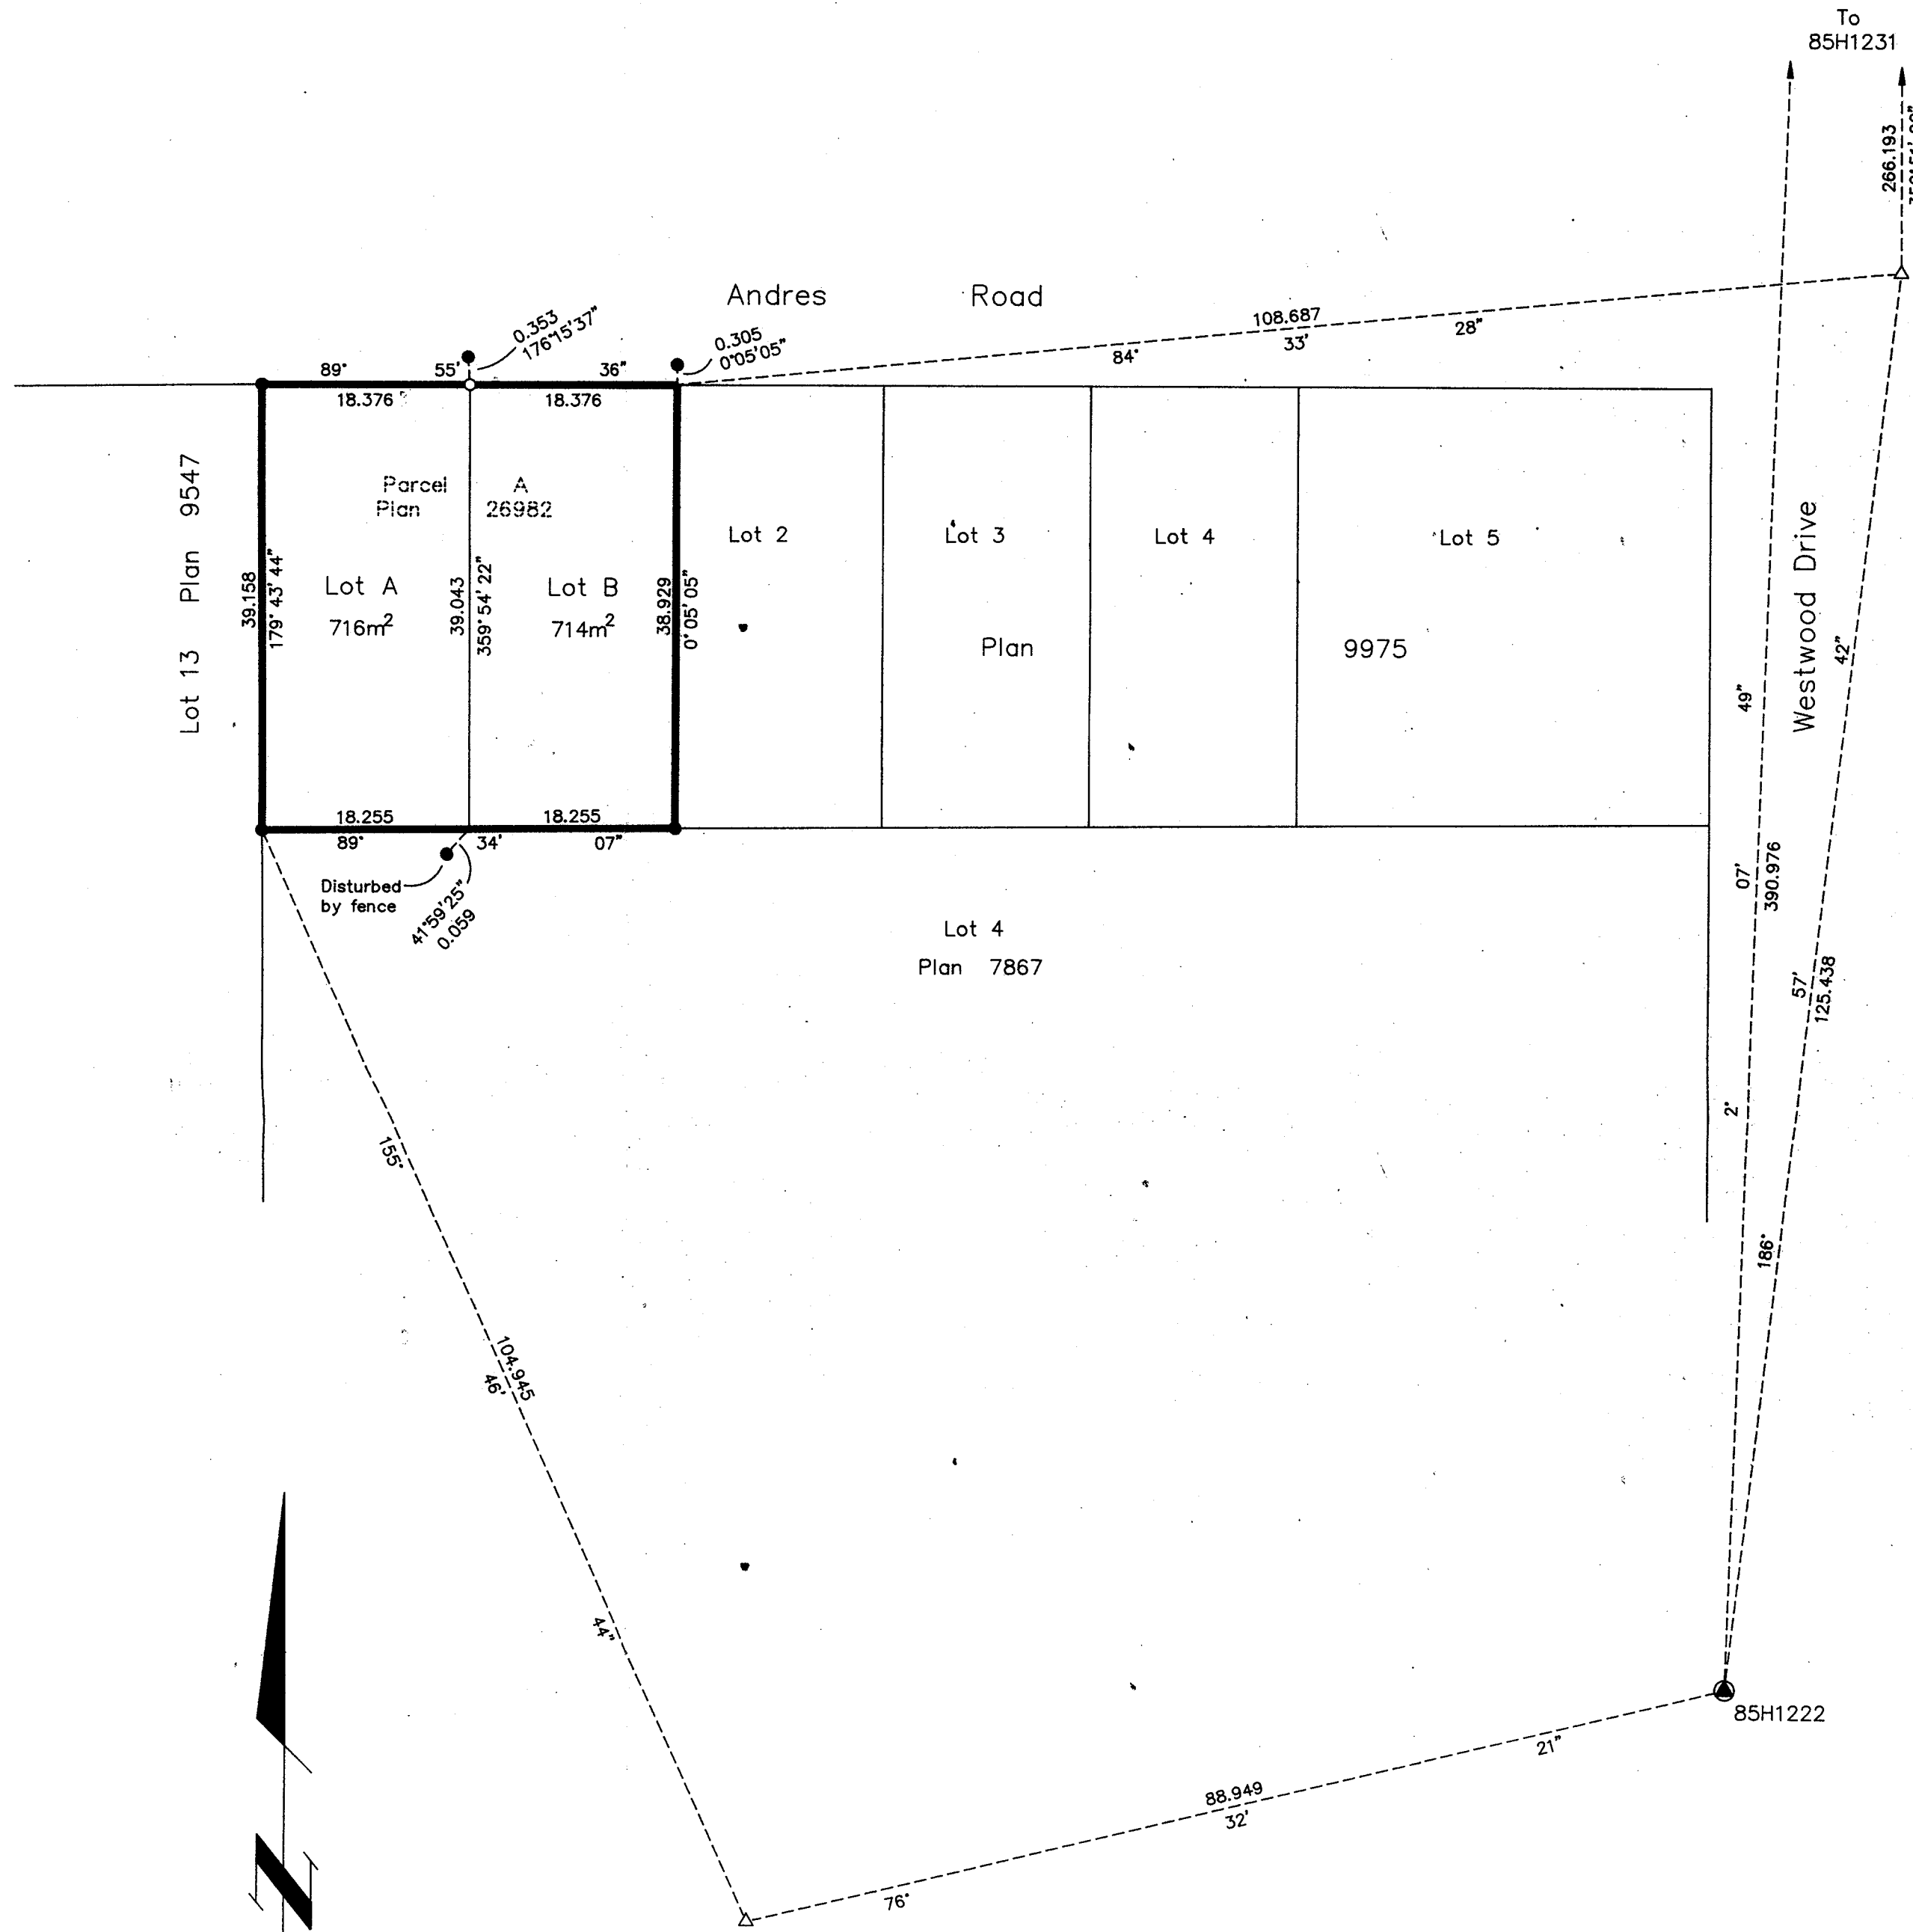 To
85H1231
266.193
Andres Road
0.353
176°15'37"
0.305
0°05'05"
108.687
84° 33' 28"
89° 55' 36"
18.376 18.376
Lot 13 Plan 9547
Parcel A
Plan 26982
Lot A
716m²
Lot B
714m²
39.158
179° 43' 44"
39.043
359° 54' 22"
38.929
0° 05' 05"
Lot 2
Lot 3
Lot 4
Lot 5
Plan 9975
Westwood Drive
18.255 18.255
89° 34' 07"
Disturbed
by fence
41°59'25"
0.059
Lot 4
Plan 7867
2° 07' 49"
390.976
186° 57' 42"
125.438
155° 46' 44"
104.945
85H1222
88.949
76° 32' 21"
N